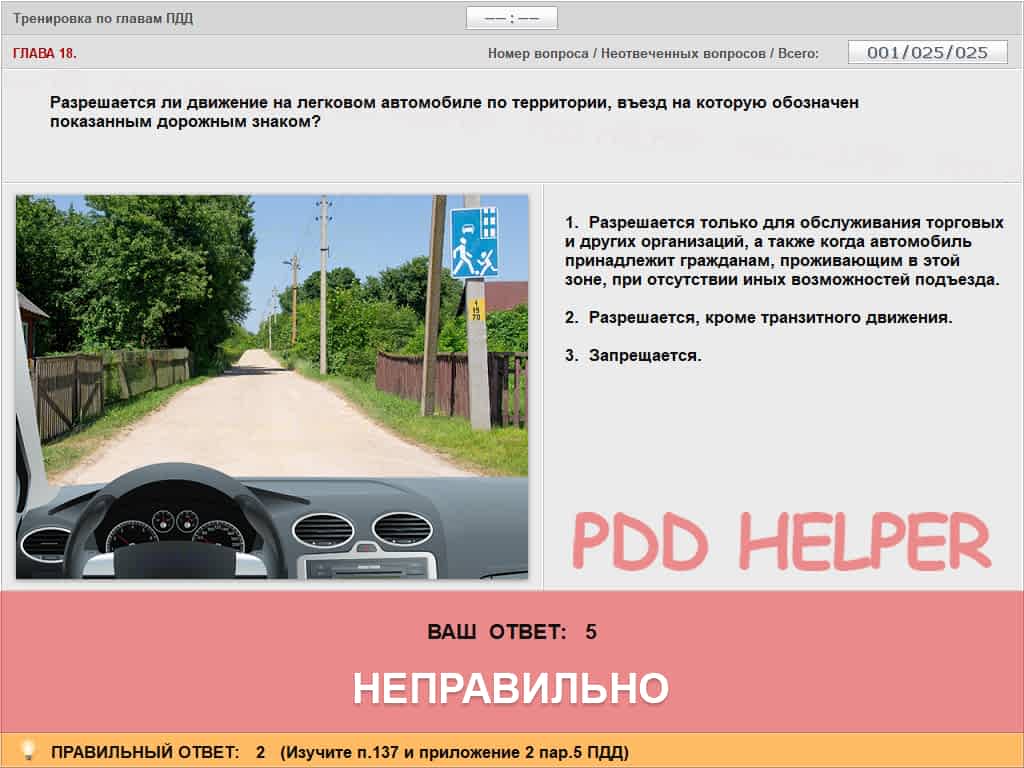 Тренировка по главам ПДД
—— : ——
ГЛАВА 18.
Номер вопроса / Неотвеченных вопросов / Всего:
001/025/025
Разрешается ли движение на легковом автомобиле по территории, въезд на которую обозначен
показанным дорожным знаком?
1. Разрешается только для обслуживания торговых
и других организаций, а также когда автомобиль
принадлежит гражданам, проживающим в этой
зоне, при отсутствии иных возможностей подъезда.
2. Разрешается, кроме транзитного движения.
3. Запрещается.
PDD HELPER
ВАШ ОТВЕТ: 5
НЕПРАВИЛЬНО
ПРАВИЛЬНЫЙ ОТВЕТ: 2 (Изучите п.137 и приложение 2 пар.5 ПДД)